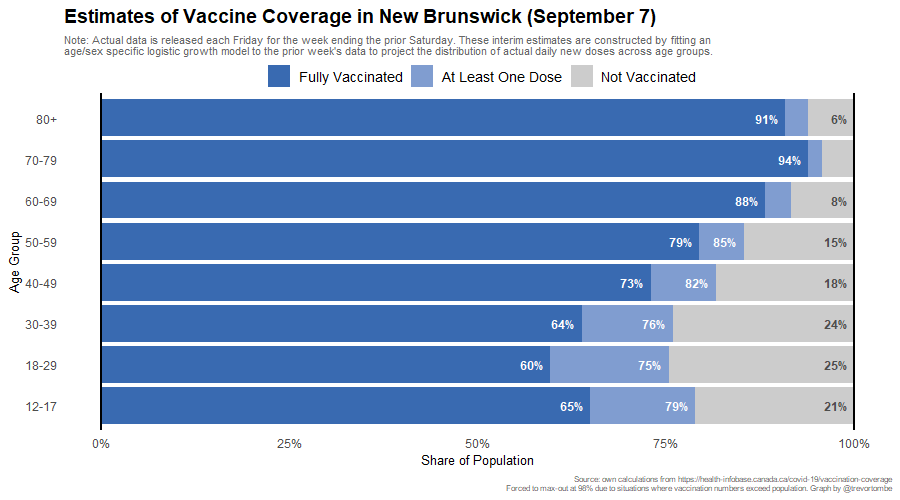 Estimates of Vaccine Coverage in New Brunswick (September 7)
Note: Actual data is released each Friday for the week ending the prior Saturday. These interim estimates are constructed by fitting an
age/sex specific logistic growth model to the prior week's data to project the distribution of actual daily new doses across age groups.
Fully Vaccinated At Least One Dose Not Vaccinated
80+ 91% 6%
70-79 94%
60-69 88% 8%
50-59 79% 85% 15%
Age Group
40-49 73% 82% 18%
30-39 64% 76% 24%
18-29 60% 75% 25%
12-17 65% 79% 21%
0% 25% 50% 75% 100%
Share of Population
Source: own calculations from https://health-infobase.canada.ca/covid-19/vaccination-coverage
Forced to max-out at 98% due to situations where vaccination numbers exceed population. Graph by @trevortombe